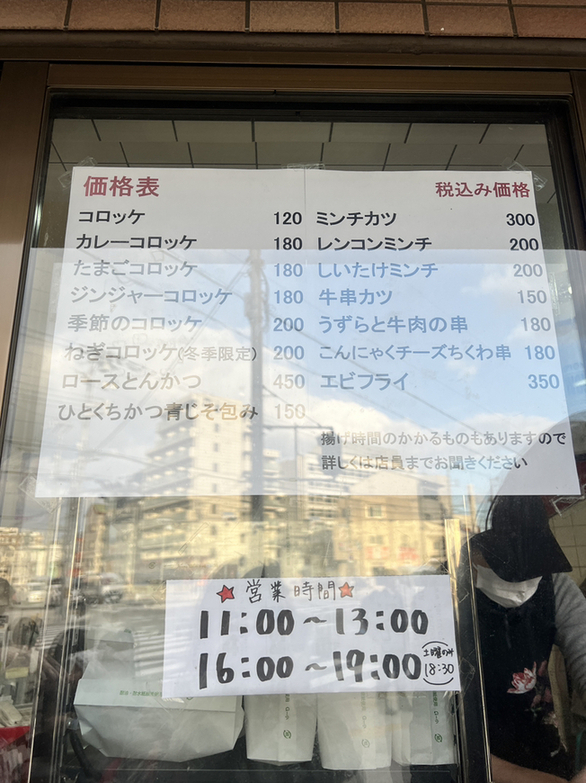 価格表
税込み価格
コロッケ 120
カレーコロッケ 180
たまごコロッケ 180
ジンジャーコロッケ 180
季節のコロッケ 200
ねぎコロッケ(冬季限定) 200
ロースとんかつ 450
ひとくちかつ青じそ包み 150
ミンチカツ 300
レンコンミンチ 200
しいたけミンチ 200
牛串カツ 150
うずらと牛肉の串 180
こんにゃくチーズちくわ串 180
エビフライ 350
揚げ時間のかかるものもありますので
詳しくは店員までお聞きください
★営業時間★
11:00～13:00
16:00～19:00
土曜のみ
18:30